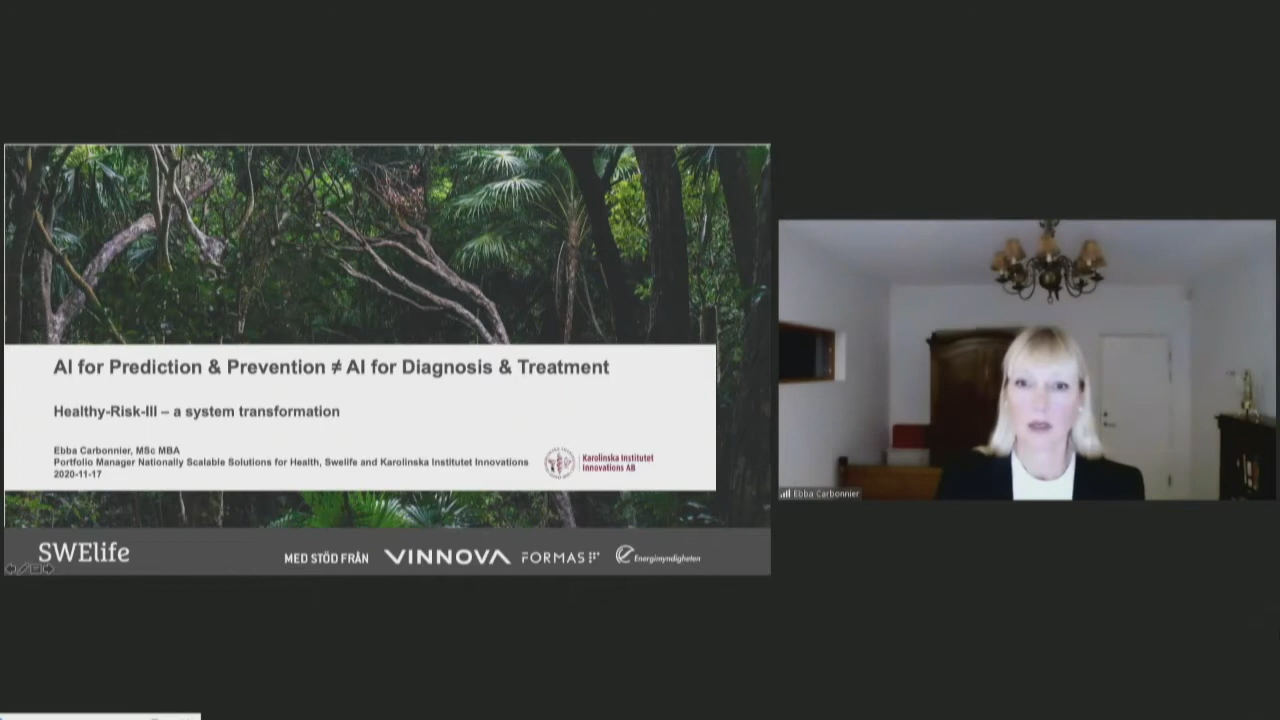 AI for Prediction & Prevention ≠ AI for Diagnosis & Treatment
Healthy-Risk-Ill – a system transformation
Ebba Carbonnier, MSc MBA
Portfolio Manager Nationally Scalable Solutions for Health, Swelife and Karolinska Institutet Innovations
2020-11-17
Karolinska Institutet
Innovations AB
SWElife
MED STÖD FRÅN
VINNOVA
FORMAS
Energimyndigheten
Ebba Carbonnier